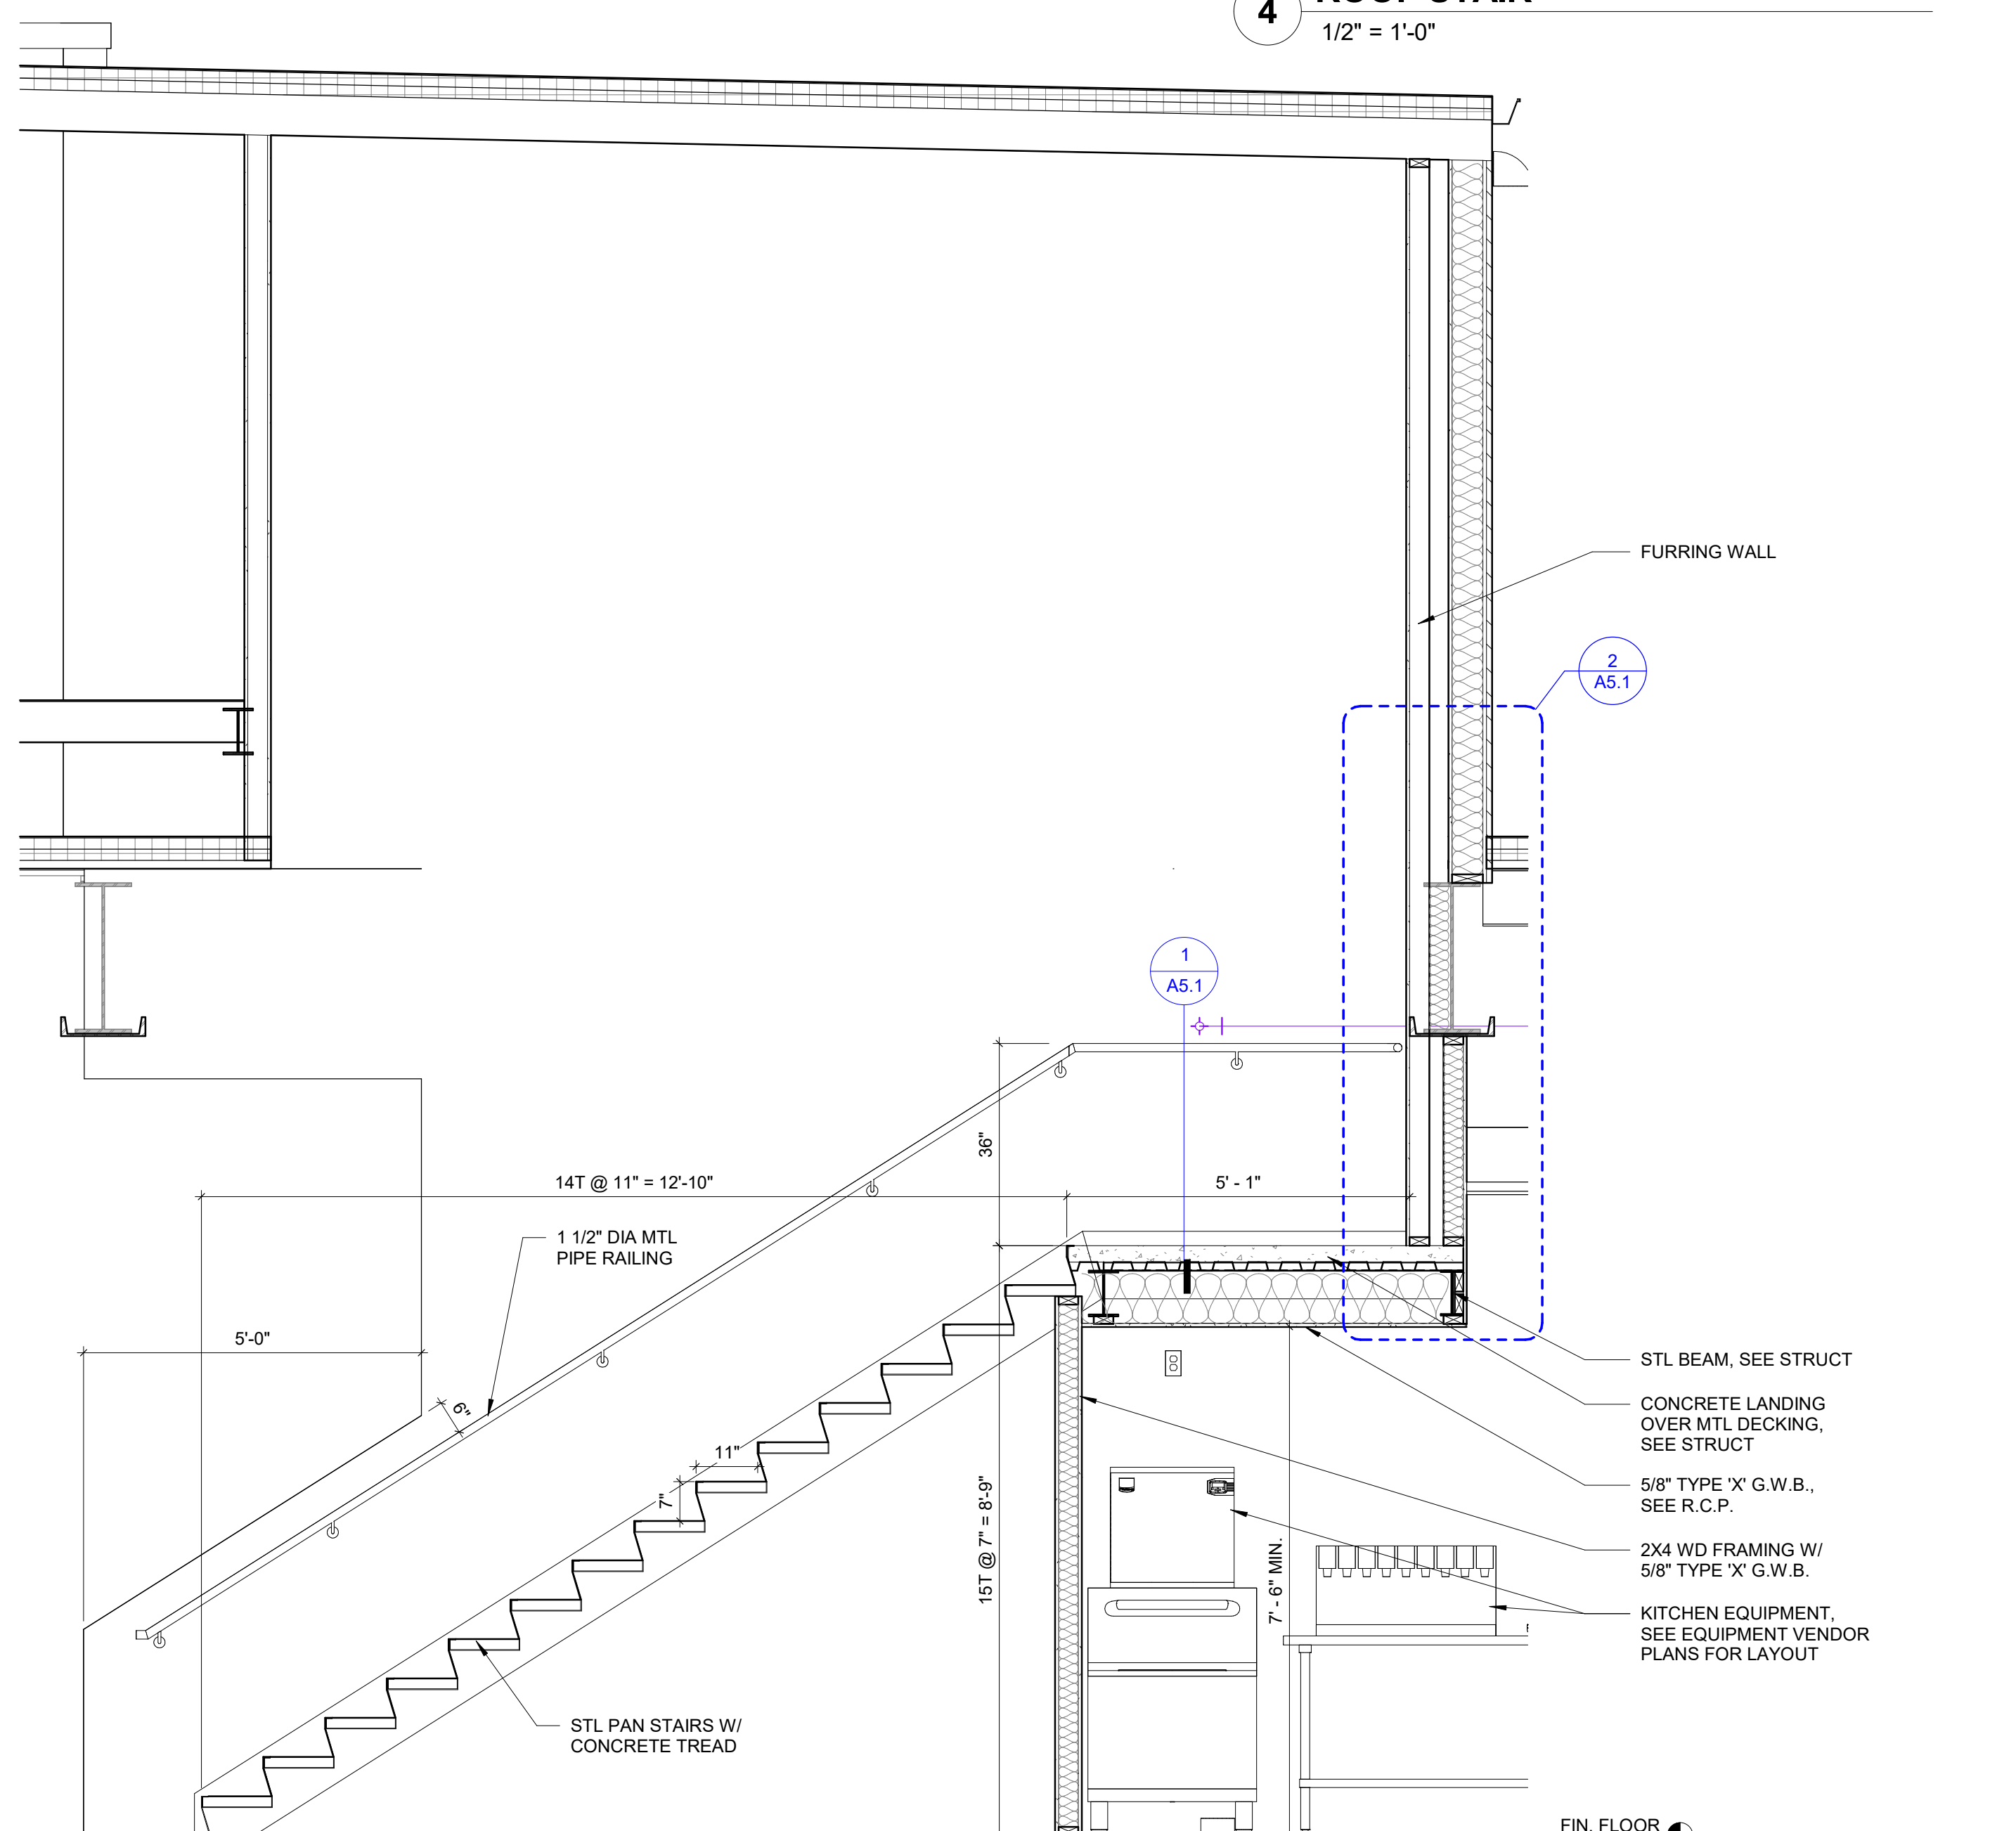 4
ROOF STAIR
1/2" = 1'-0"
FURRING WALL
2
A5.1
1
A5.1
36"
14T @ 11" = 12'-10"
5' - 1"
1 1/2" DIA MTL
PIPE RAILING
5'-0"
6"
11"
7"
15T @ 7" = 8'-9"
7' - 6" MIN.
STL BEAM, SEE STRUCT
CONCRETE LANDING
OVER MTL DECKING,
SEE STRUCT
5/8" TYPE 'X' G.W.B.,
SEE R.C.P.
2X4 WD FRAMING W/
5/8" TYPE 'X' G.W.B.
KITCHEN EQUIPMENT,
SEE EQUIPMENT VENDOR
PLANS FOR LAYOUT
STL PAN STAIRS W/
CONCRETE TREAD
FIN. FLOOR